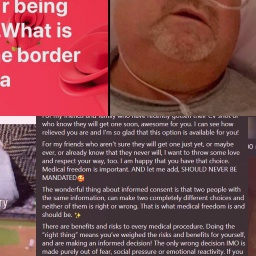 r being
.What is
e border
a
For my friends and family who have recently gotten their CV shot or
who know they will get one soon, awesome for you. I can see how
relieved you are and I'm so glad that this option is available for you!
For my friends who aren't sure they will get one just yet, or maybe
ever, or already know that they never will, I want to throw some love
and respect your way, too. I am happy that you have that choice.
Medical freedom is important. AND let me add, SHOULD NEVER BE
MANDATED🥰
The wonderful thing about informed consent is that two people with
the same information, can make two completely different choices and
neither of them is right or wrong. That is what medical freedom is and
should be. ✨
There are benefits and risks to every medical procedure. Doing the
"right thing" means you've weighed the risks and benefits for yourself,
and are making an informed decision! The only wrong decision IMO is
made purely out of fear, social pressure or emotional reactivity. If you
ry